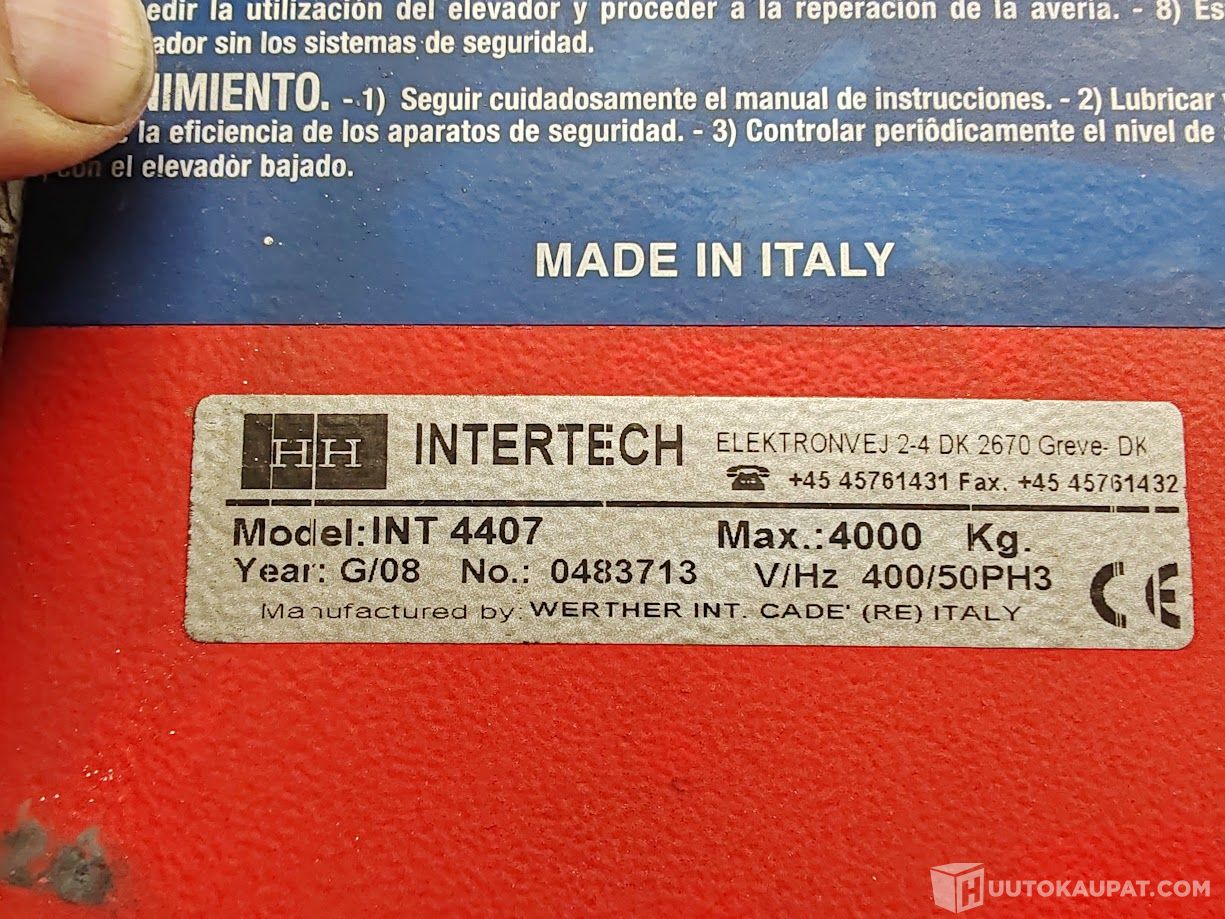 edir la utilización del elevador y proceder a la reperación de la avería. - 8) Es
ador sin los sistemas de seguridad.
NIMIENTO. - 1) Seguir cuidadosamente el manual de instrucciones. - 2) Lubricar
la eficiencia de los aparatos de seguridad. - 3) Controlar periôdicamente el nivel de
con el elevadòr bajado.
MADE IN ITALY
HH INTERTECH ELEKTRONVEJ 2-4 DK 2670 Greve- DK
+45 45761431 Fax. +45 45761432
Model: INT 4407 Max.: 4000 Kg.
Year: G/08 No.: 0483713 V/Hz 400/50PH3 CE
Manufactured by: WERTHER INT. CADE' (RE) ITALY
HUUTOKAUPAT.COM